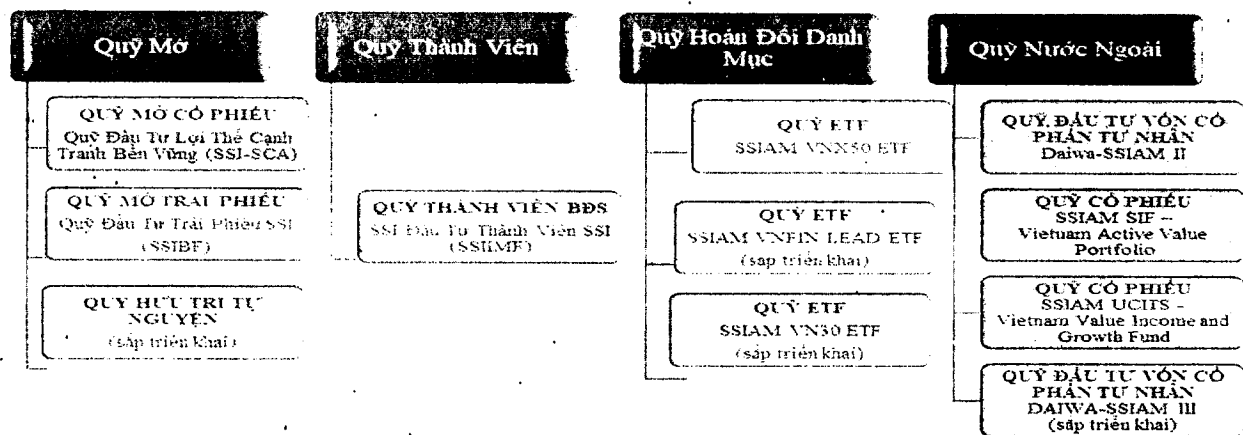 Quỹ Mở
QUỸ MỞ CỔ PHIẾU
Quỹ Đầu Tư Lợi Thế Cạnh
Tranh Bền Vững (SSI-SCA)
QUỸ MỞ TRÁI PHIẾU
Quỹ Đầu Tư Trái Phiếu SSI
(SSIBF)
QUỸ HƯU TRÍ TỰ
NGUYỆN
(sắp triển khai)
Quỹ Thành Viên
QUỸ THÀNH VIÊN BĐS
SSI Đầu Tư Thành Viên SSI
(SSIIMF)
Quỹ Hoán Đổi Danh
Mục
QUỸ ETF
SSIAM VNX50 ETF
QUỸ ETF
SSIAM VNFIN LEAD ETF
(sắp triển khai)
QUỸ ETF
SSIAM VN30 ETF
(sắp triển khai)
Quỹ Nước Ngoài
QUỸ ĐẦU TƯ VỐN CỔ
PHẦN TƯ NHÂN
Daiwa-SSIAM II
QUỸ CỔ PHIẾU
SSIAM SIF –
Vietnam Active Value
Portfolio
QUỸ CỔ PHIẾU
SSIAM UCITS -
Vietnam Value Income and
Growth Fund
QUỸ ĐẦU TƯ VỐN CỔ
PHẦN TƯ NHÂN
DAIWA-SSIAM III
(sắp triển khai)